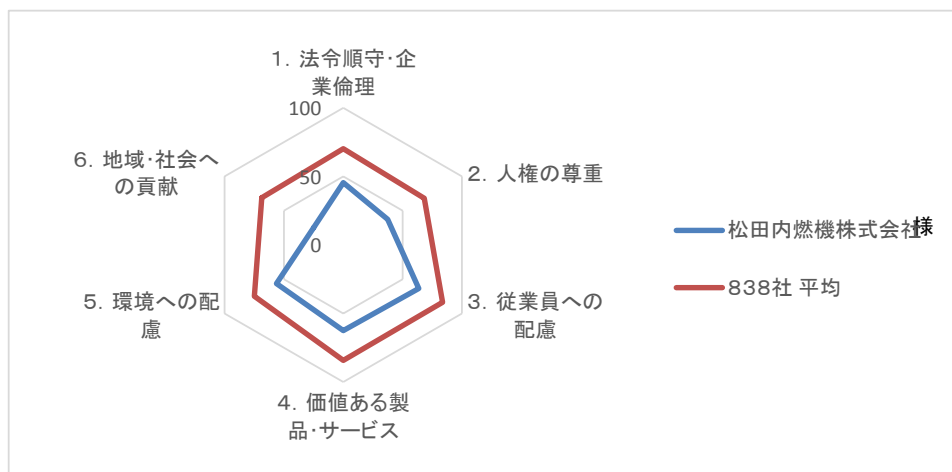 1. 法令順守･企
業倫理
100
50
0
2. 人権の尊重
3. 従業員への
配慮
4. 価値ある製
品･サービス
5. 環境への配
慮
6. 地域･社会へ
の貢献
松田内燃機株式会社様
838社 平均